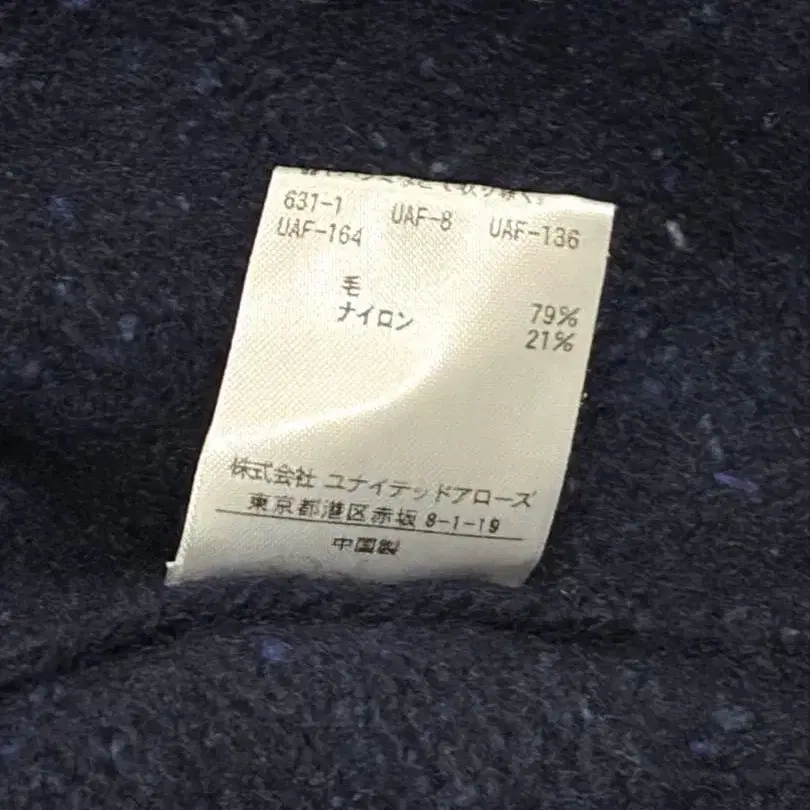 631-1 UAF-8 UAF-136
UAF-164
毛 79%
ナイロン 21%
株式会社 ユナイテッドアローズ
東京都港区赤坂 8-1-19
中国製